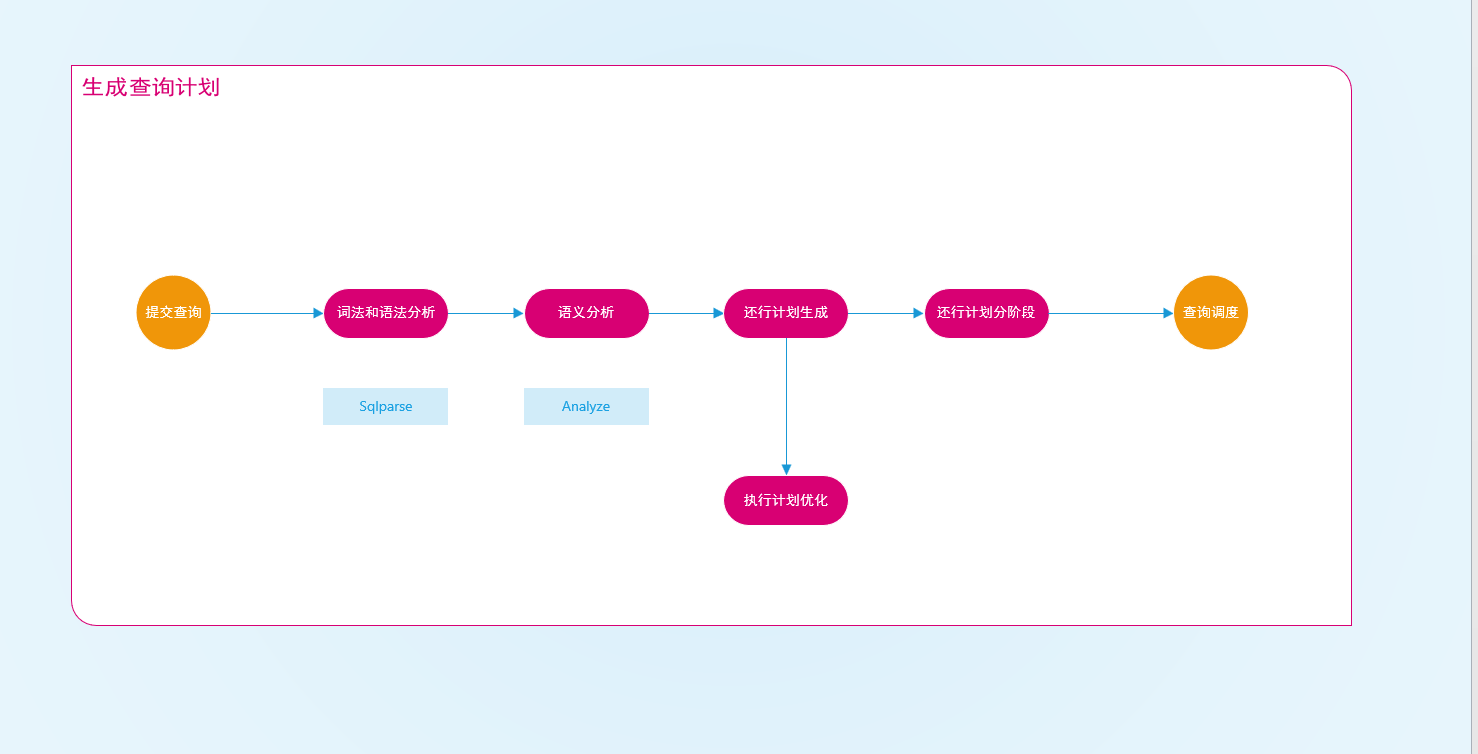 生成查询计划
提交查询
词法和语法分析
语义分析
还行计划生成
还行计划分阶段
查询调度
Sqlparse
Analyze
执行计划优化